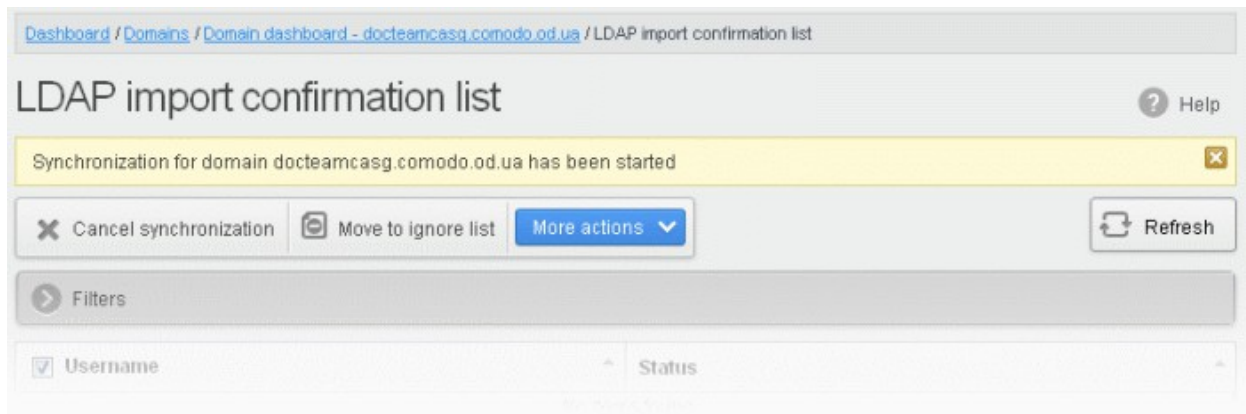 Dashboard / Domains / Domain dashboard - docteamcasg.comodo.od.ua / LDAP import confirmation list
LDAP import confirmation list
Help
Synchronization for domain docteamcasg.comodo.od.ua has been started
Cancel synchronization Move to ignore list More actions Refresh
Filters
Username Status